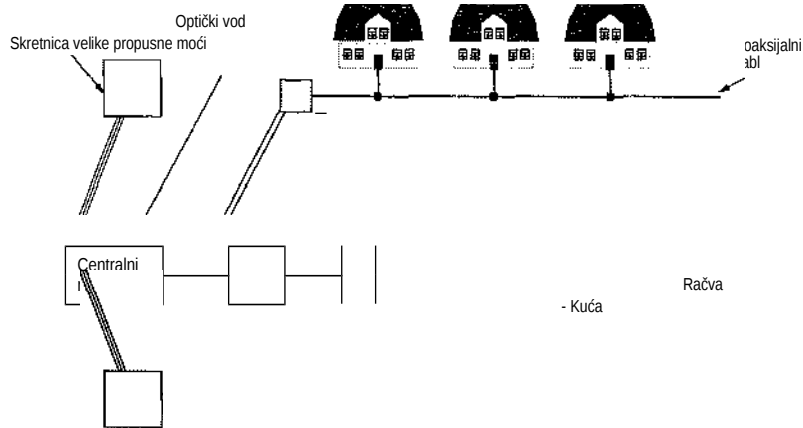 Optički vod
Skretnica velike propusne moći
oaksijalni
abl
Centralni
Račva
- Kuća